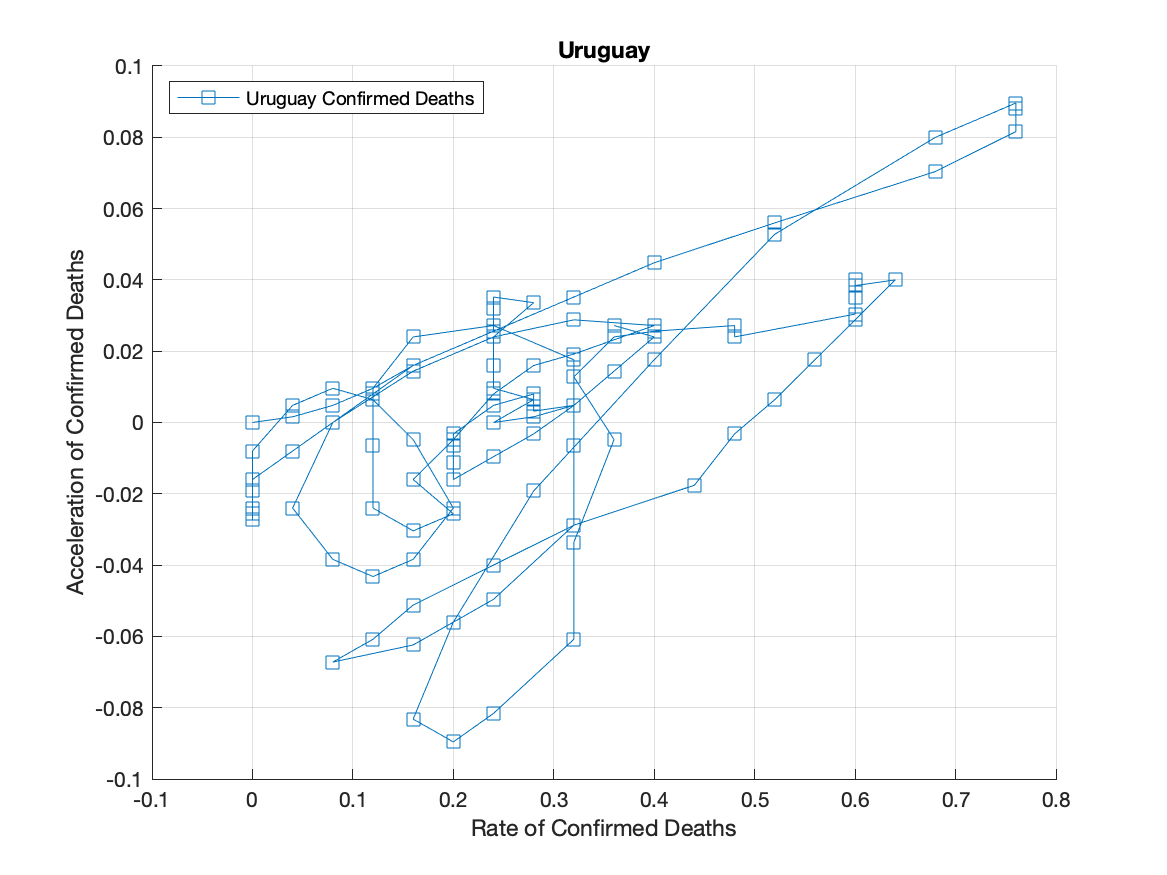 Uruguay
Uruguay Confirmed Deaths
0.1
0.08
0.06
0.04
0.02
0
-0.02
-0.04
-0.06
-0.08
-0.1
Acceleration of Confirmed Deaths
-0.1 0 0.1 0.2 0.3 0.4 0.5 0.6 0.7 0.8
Rate of Confirmed Deaths